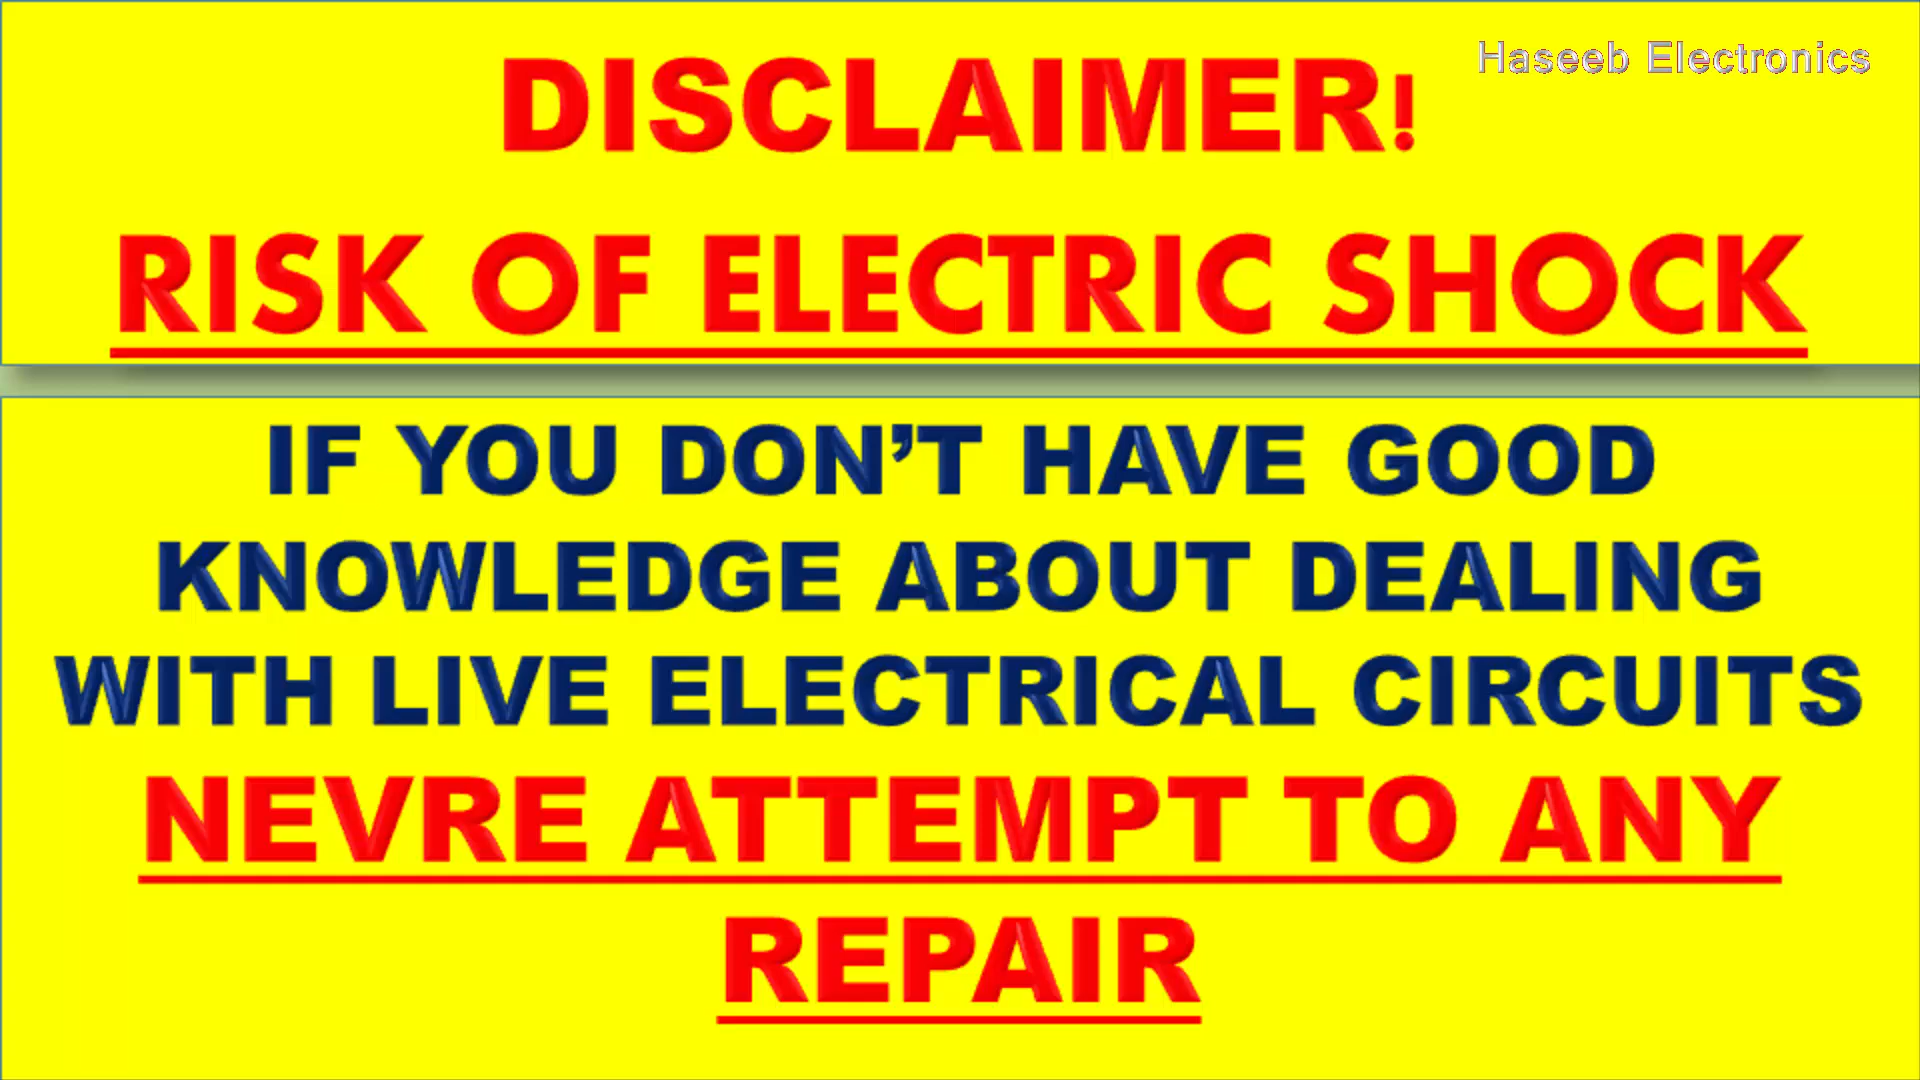 Haseeb Electronics
DISCLAIMER!
RISK OF ELECTRIC SHOCK
IF YOU DON’T HAVE GOOD
KNOWLEDGE ABOUT DEALING
WITH LIVE ELECTRICAL CIRCUITS
NEVRE ATTEMPT TO ANY
REPAIR